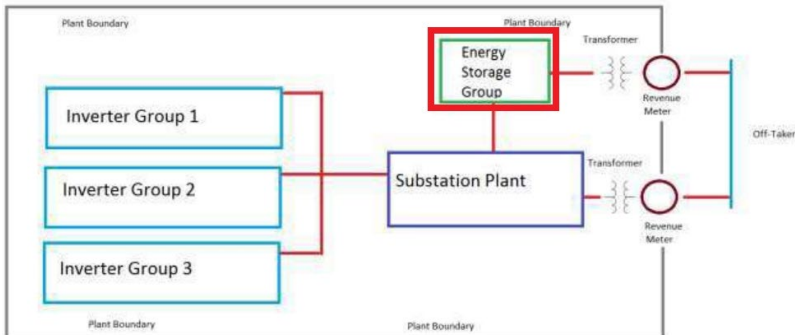 Plant Boundary
Plant Boundary
Transformer
Energy
Storage
Group
Revenue
Meter
Inverter Group 1
Off-Taker
Transformer
Inverter Group 2
Substation Plant
Revenue
Meter
Inverter Group 3
Plant Boundary
Plant Boundary